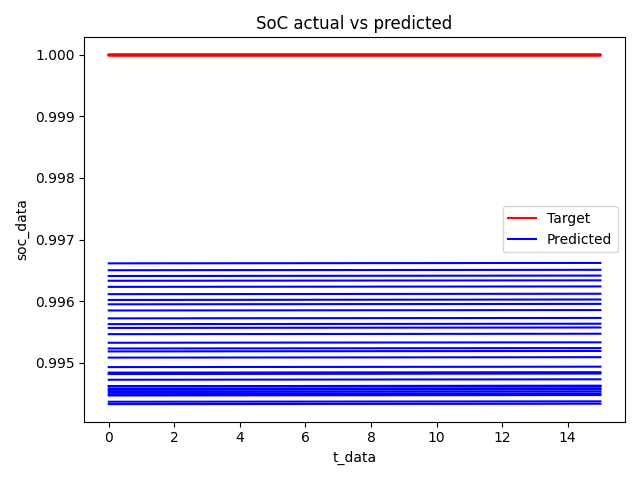 SoC actual vs predicted
soc_data
1.000
0.999
0.998
0.997
0.996
0.995
Target
Predicted
0 2 4 6 8 10 12 14
t_data